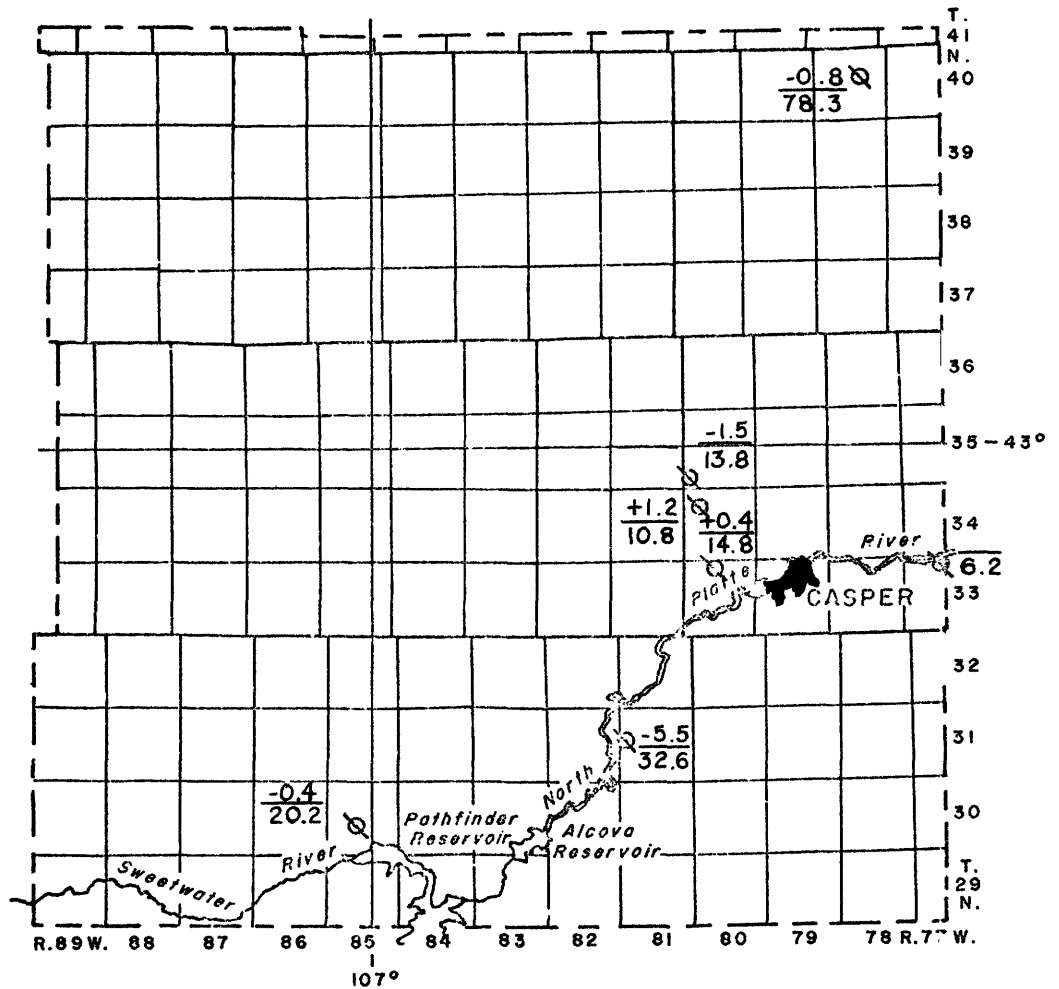 T.
41
N.
40
-0.8
78.3
39
38
37
36
-1.5
13.8
35-43°
+1.2
10.8
+0.4
14.8
34
River
6.2
Platte
33
CASPER
32
31
-5.5
32.6
North
-0.4
20.2
30
Pathfinder
Reservoir
Alcova
Reservoir
River
Sweetwater
T.
29
N.
R.89W. 88 87 86 85 84 83 82 81 80 79 78 R.77W.
107°